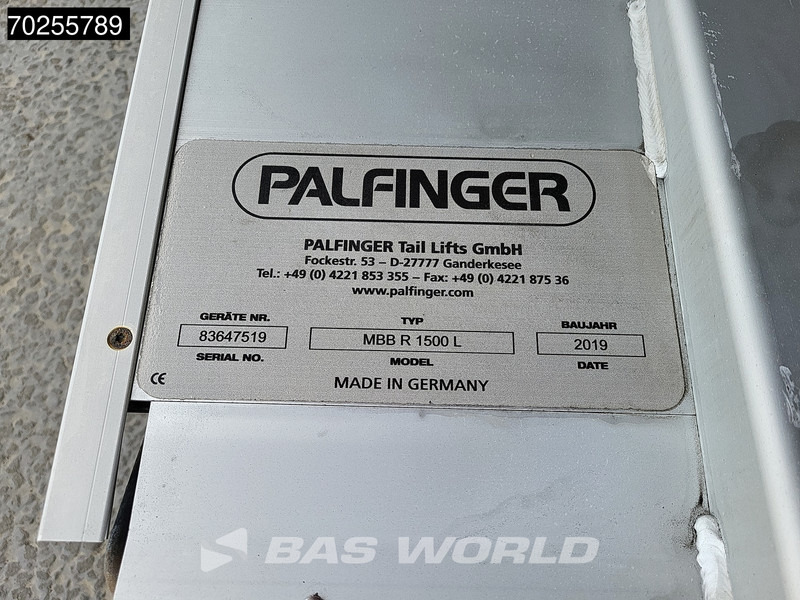 70255789
PALFINGER
PALFINGER Tail Lifts GmbH
Fockestr. 53 – D-27777 Ganderkesee
Tel.: +49 (0) 4221 853 355 – Fax: +49 (0) 4221 875 36
www.palfinger.com
GERÄTE NR. TYP BAUJAHR
83647519 MBB R 1500 L 2019
SERIAL NO. MODEL DATE
CE MADE IN GERMANY
BAS WORLD